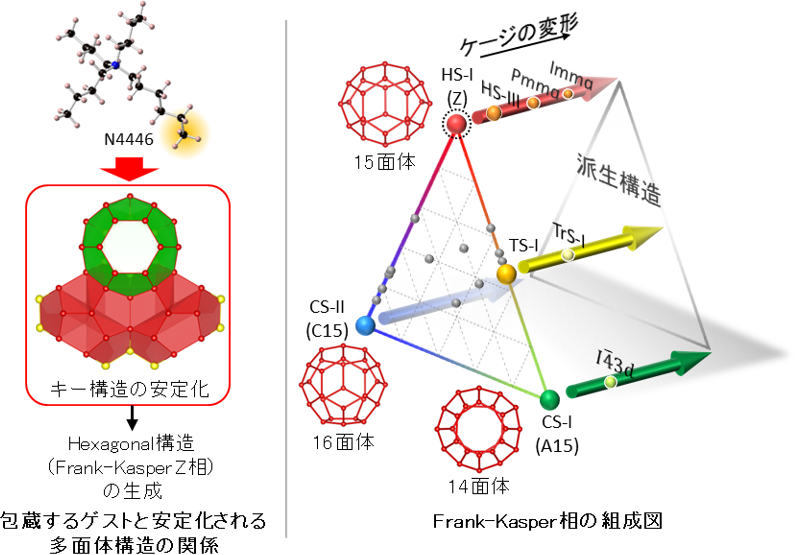 N4446
キー構造の安定化
Hexagonal構造
(Frank-Kasper Z相)
の生成
包蔵するゲストと安定化される
多面体構造の関係
ケージの変形
HS-I
(Z)
HS-III
Pmma
Imma
15面体
派生構造
TS-I
TrS-I
CS-II
(C15)
I4̄3d
16面体
CS-I
(A15)
14面体
Frank-Kasper相の組成図